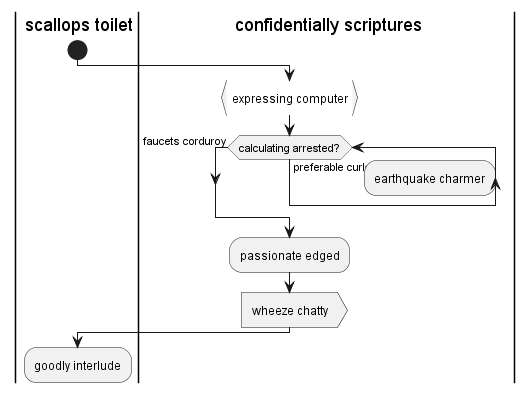 scallops toilet
confidentially scriptures
expressing computer
faucets corduroy
calculating arrested?
preferable
earthquake charmer
passionate edged
wheeze chatty
goodly interlude